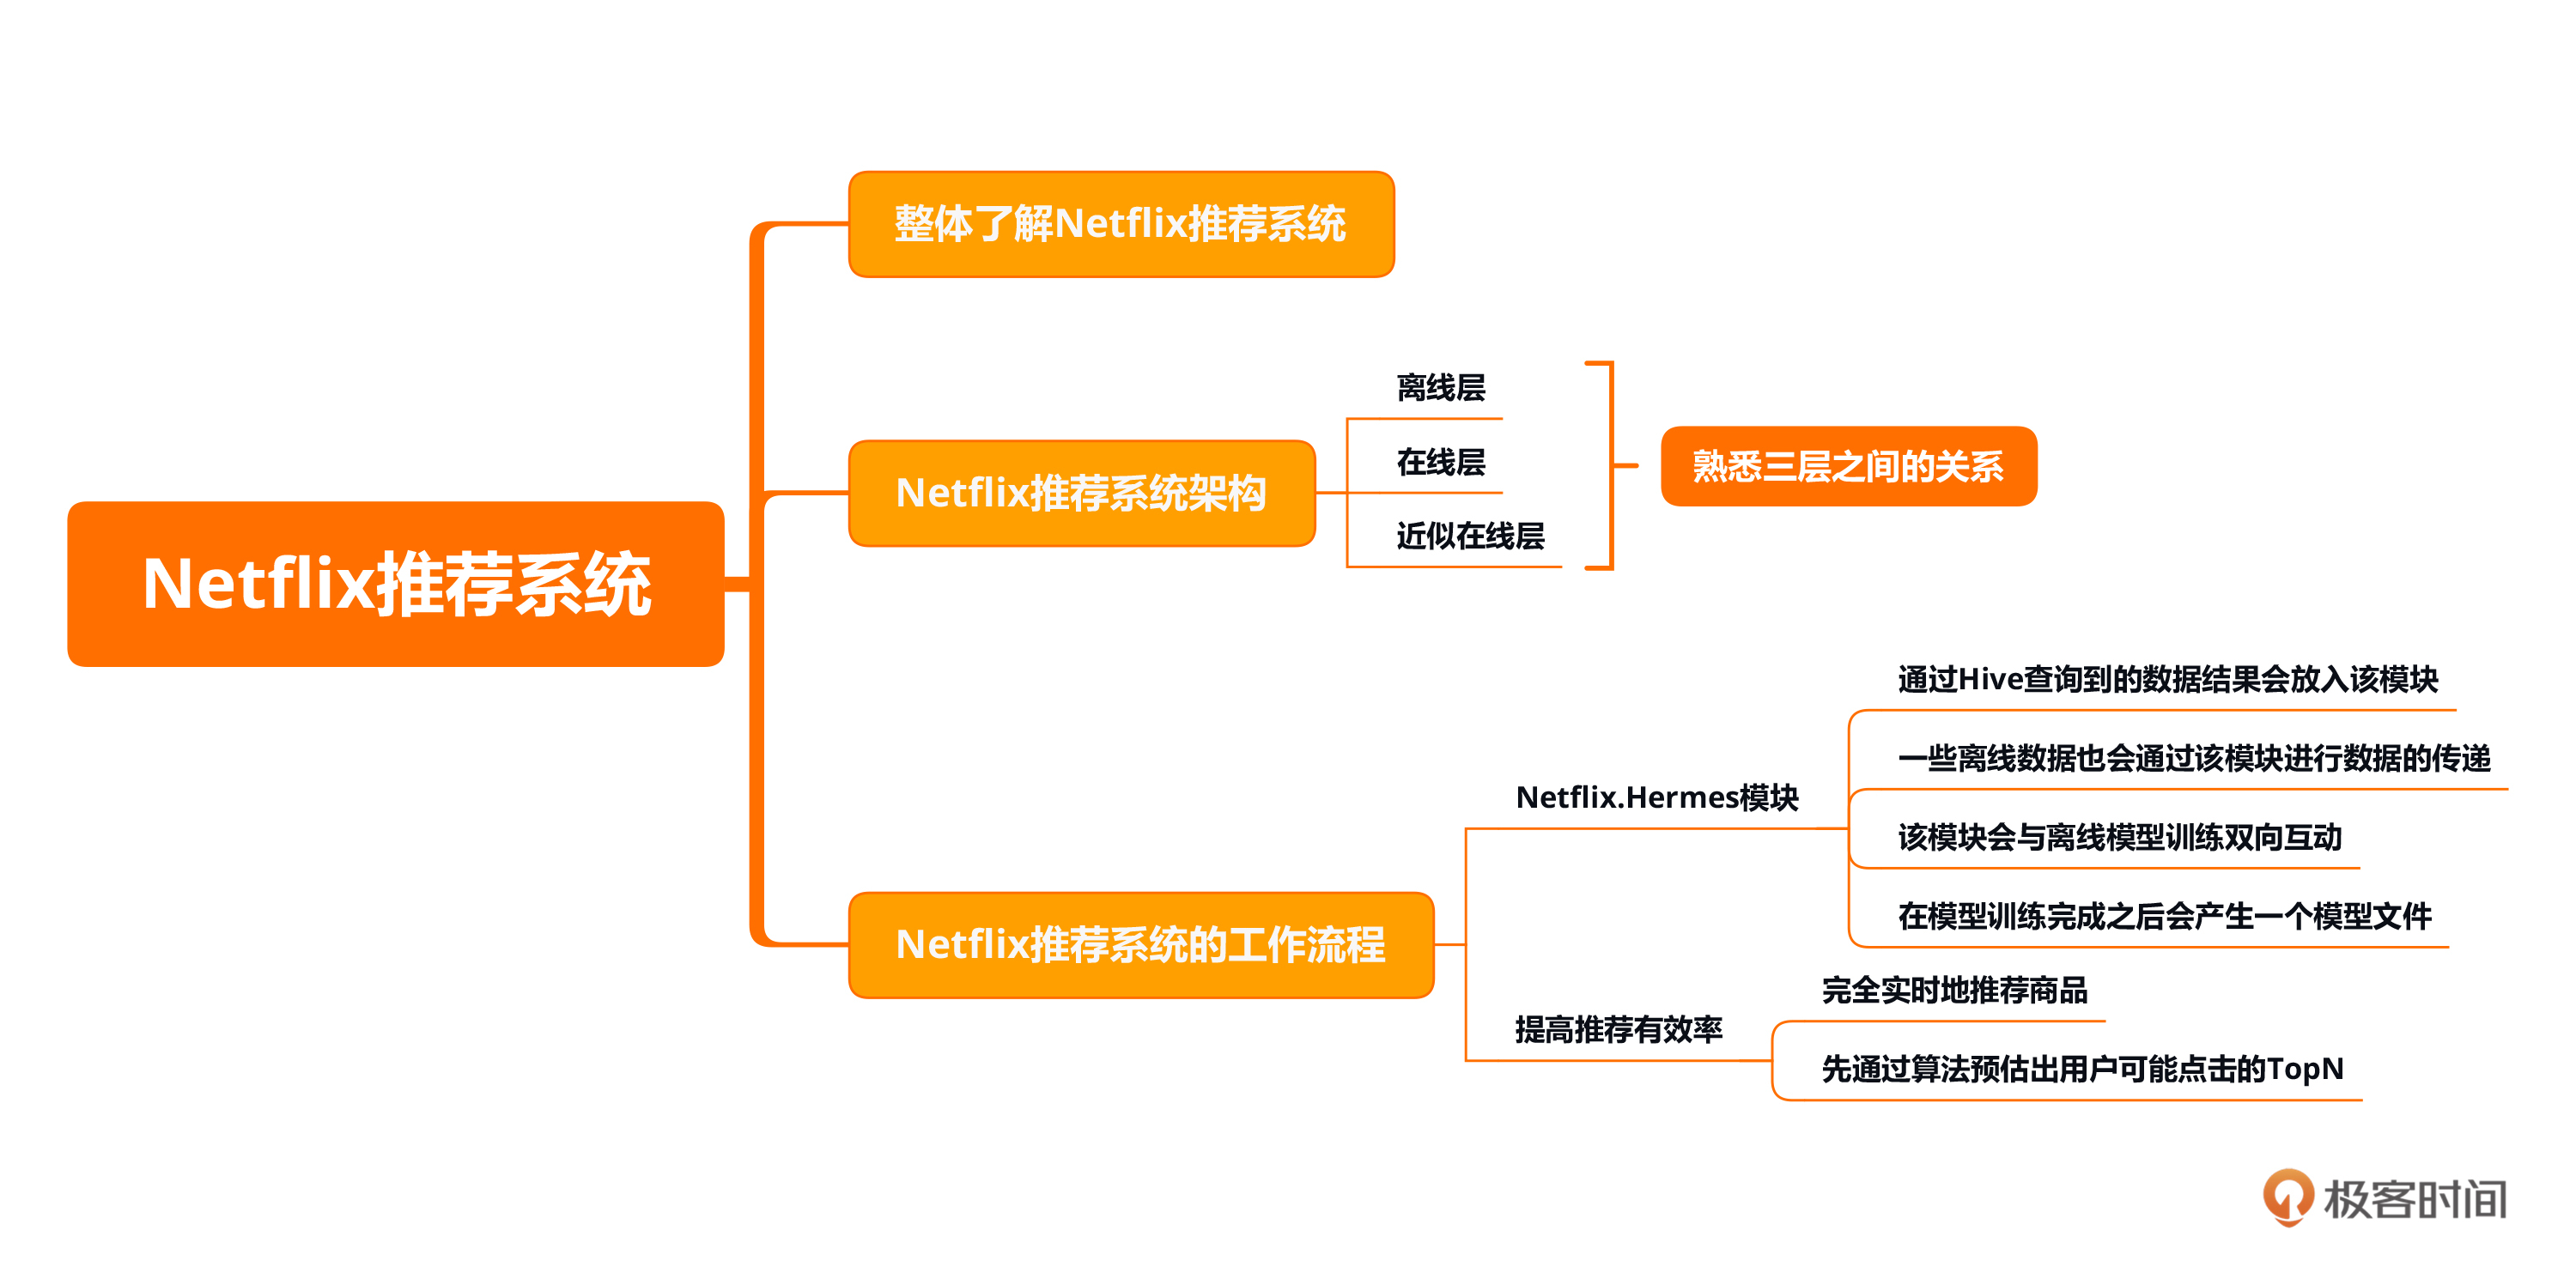 Netflix推荐系统
整体了解Netflix推荐系统
Netflix推荐系统架构
离线层
在线层
近似在线层
熟悉三层之间的关系
Netflix推荐系统的工作流程
Netflix.Hermes模块
通过Hive查询到的数据结果会放入该模块
一些离线数据也会通过该模块进行数据的传递
该模块会与离线模型训练双向互动
在模型训练完成之后会产生一个模型文件
提高推荐有效率
完全实时地推荐商品
先通过算法预估出用户可能点击的TopN
极客时间